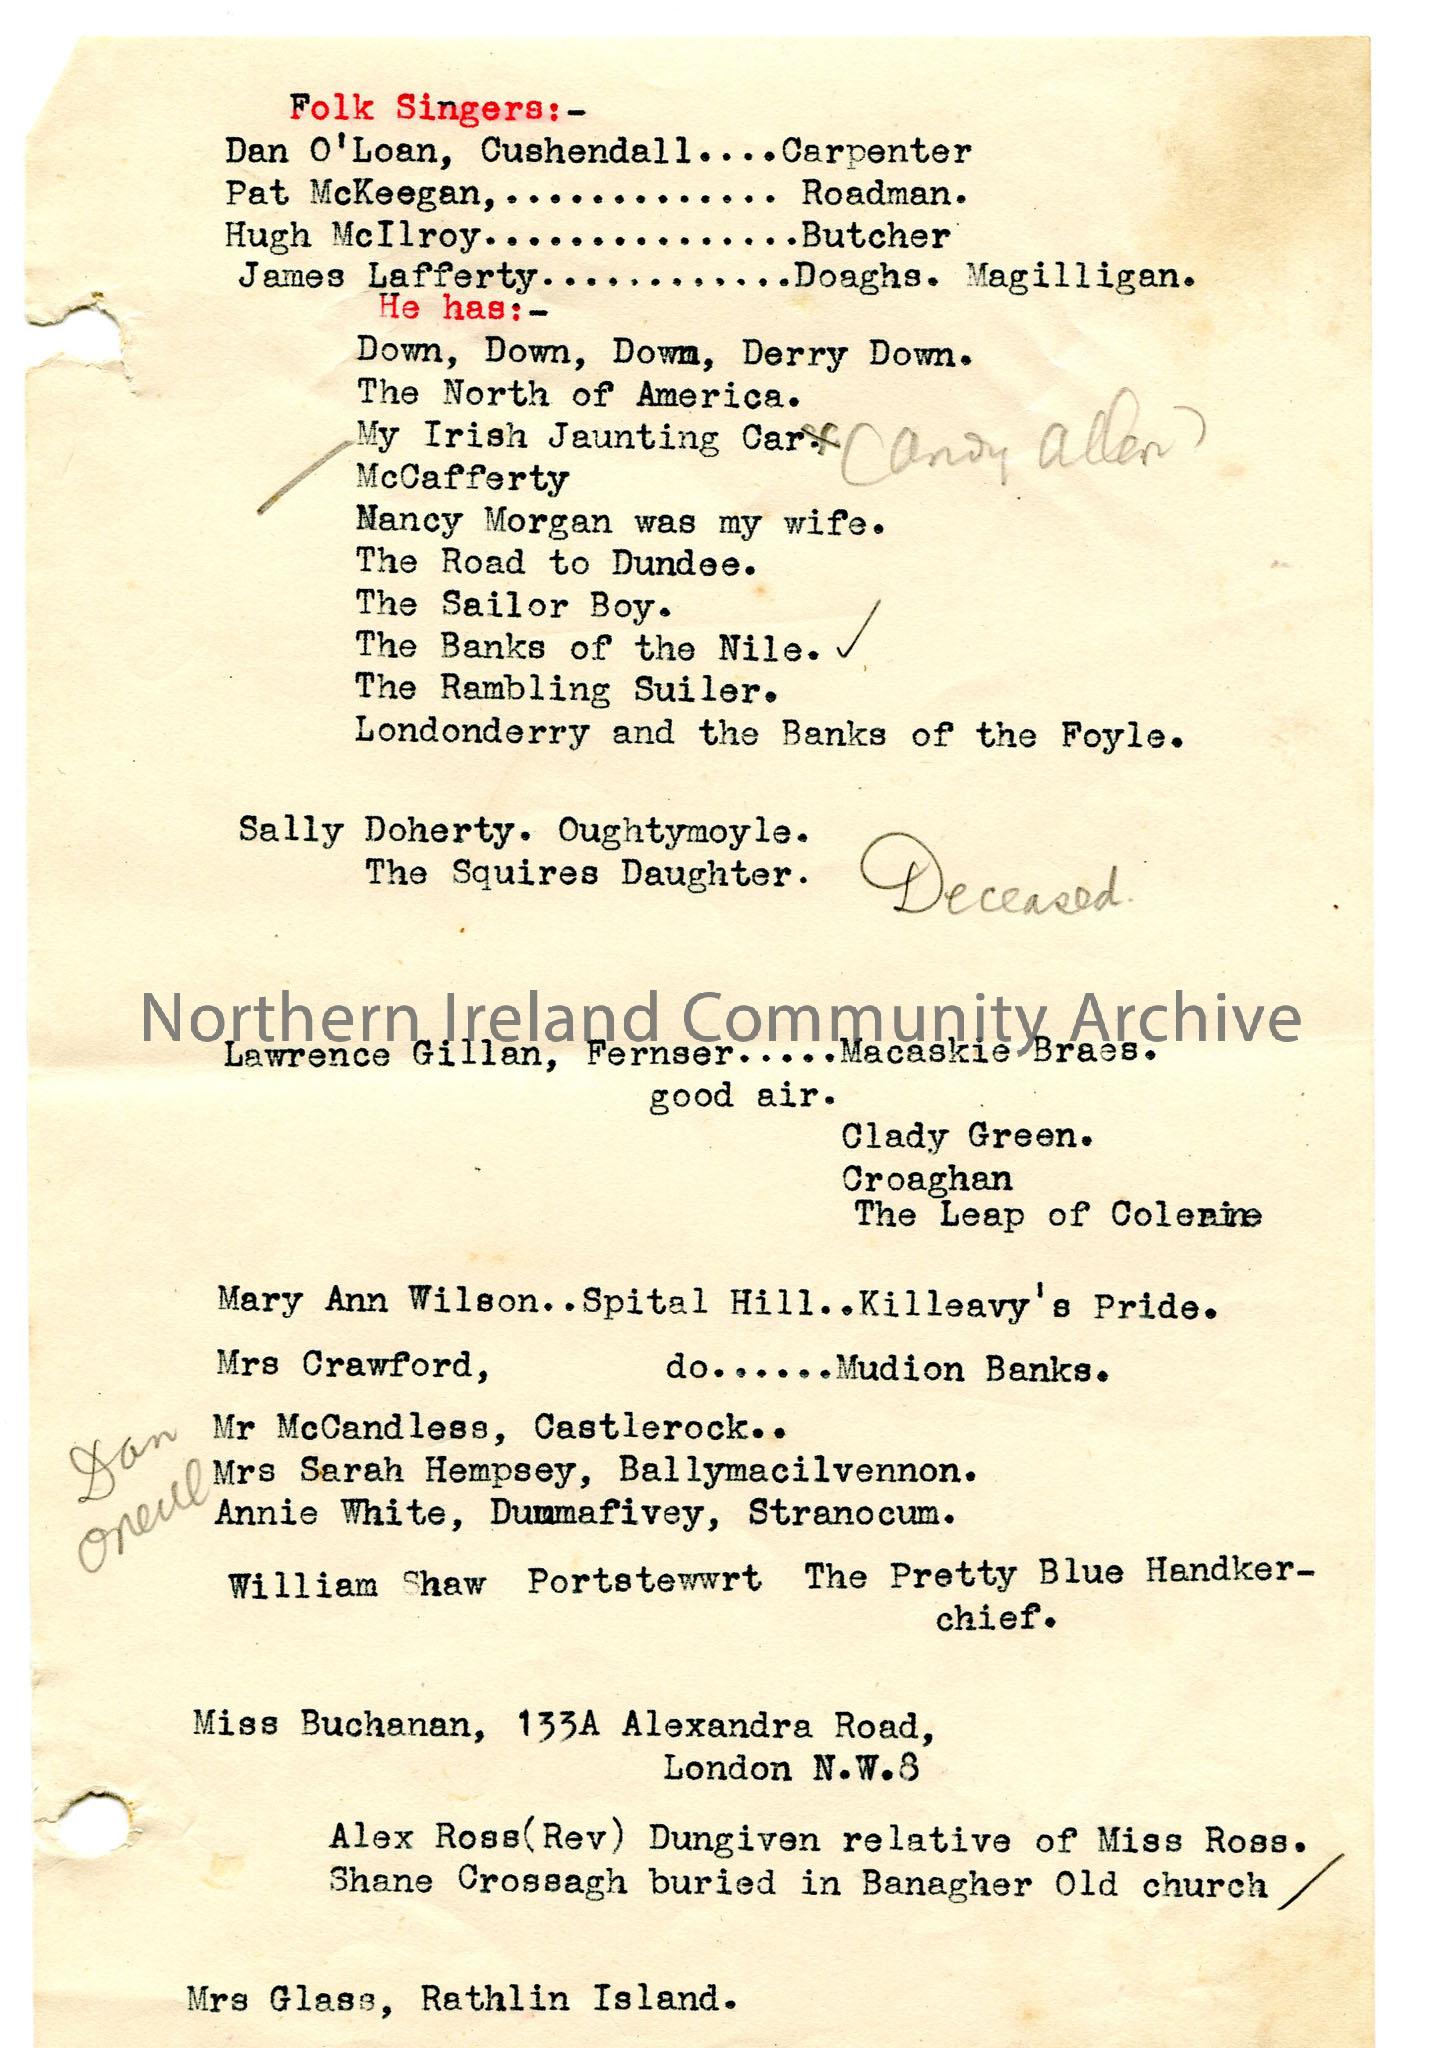 Folk Singers:-
Dan O'Loan, Cushendall....Carpenter
Pat McKeegan,............. Roadman.
Hugh McIlroy...............Butcher
James Lafferty............Doaghs. Magilligan.
He has:-
Down, Down, Down, Derry Down.
The North of America.
My Irish Jaunting Car. (Andy Allen)
McCafferty
Nancy Morgan was my wife.
The Road to Dundee.
The Sailor Boy.
The Banks of the Nile. ✓
The Rambling Suiler.
Londonderry and the Banks of the Foyle.
Sally Doherty. Oughtymoyle.
The Squires Daughter.
Deceased.
Northern Ireland Community Archive
Lawrence Gillan, Fernser.....Macaskie Braes.
good air.
Clady Green.
Croaghan
The Leap of Coleraine
Mary Ann Wilson..Spital Hill..Killeavy's Pride.
Mrs Crawford, do......Mudion Banks.
Mr McCandless, Castlerock..
Dan
Mrs Sarah Hempsey, Ballymacilvennon.
oneill
Annie White, Dummafivey, Stranocum.
William Shaw Portstewwrt The Pretty Blue Handker-
chief.
Miss Buchanan, 133A Alexandra Road,
London N.W.8
Alex Ross(Rev) Dungiven relative of Miss Ross.
Shane Crossagh buried in Banagher Old church /
Mrs Glass, Rathlin Island.